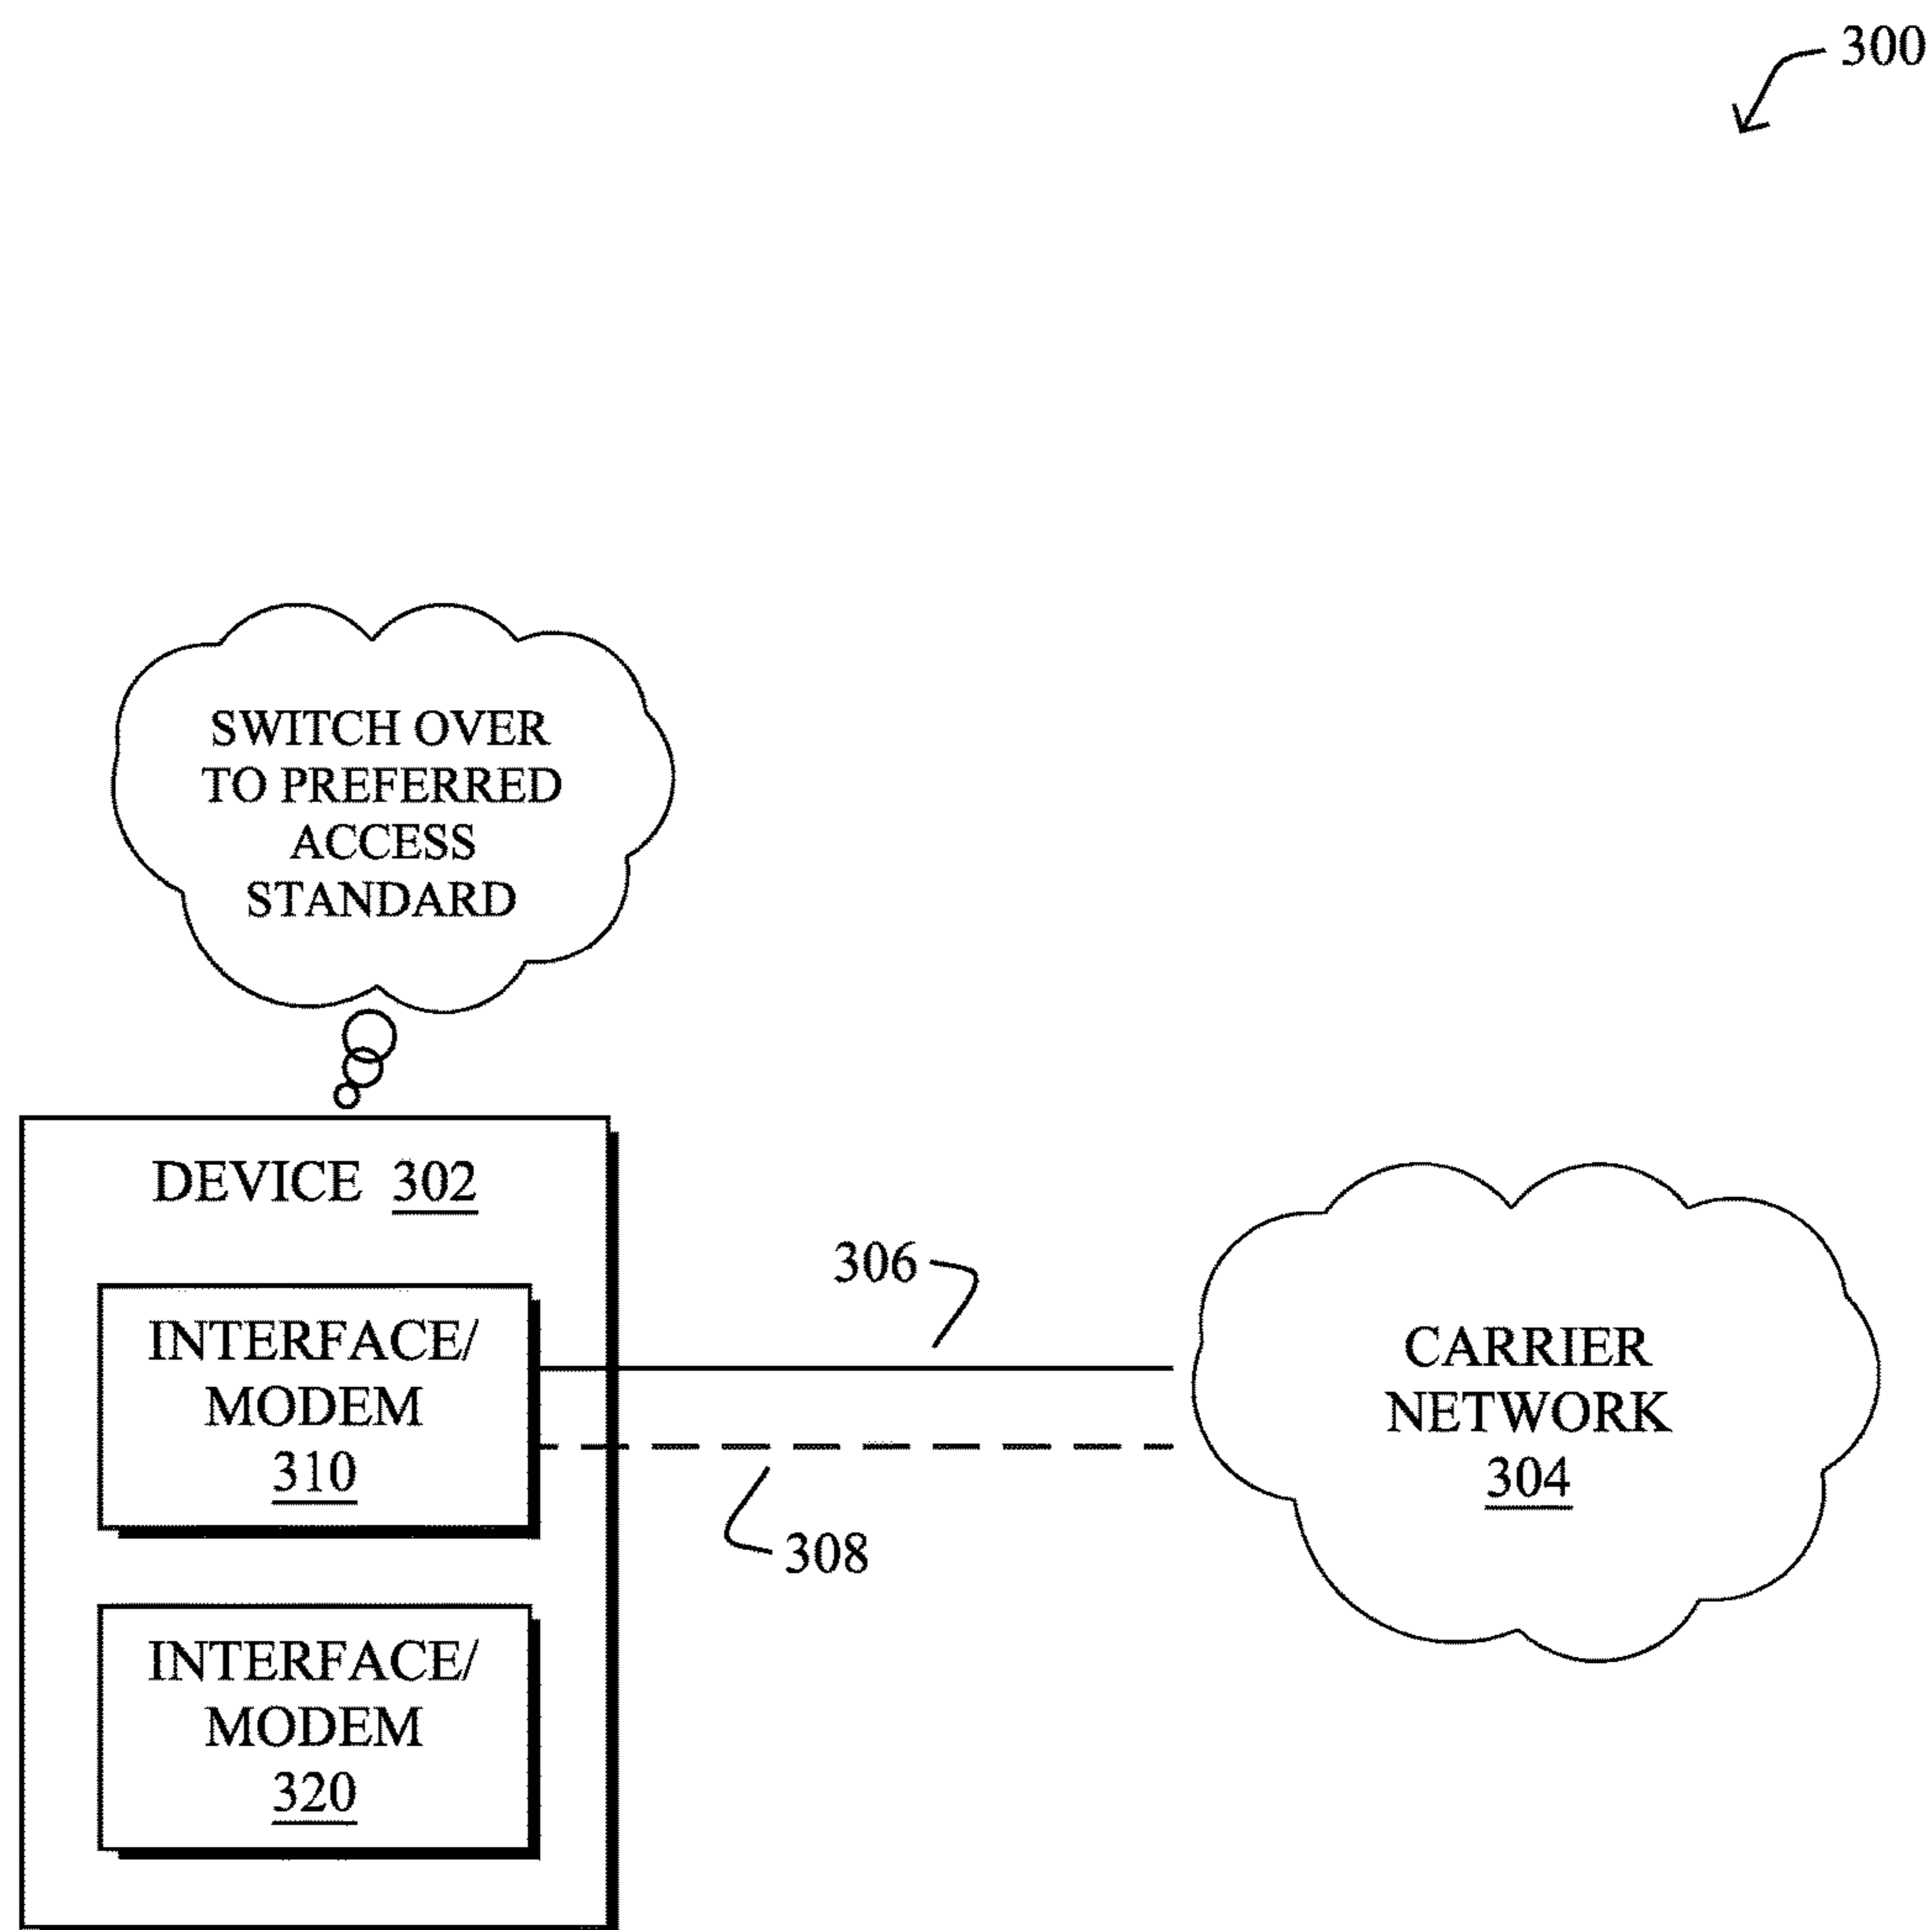 300
SWITCH OVER
TO PREFERRED
ACCESS
STANDARD
DEVICE 302
306
INTERFACE/
MODEM
310
CARRIER
NETWORK
304
308
INTERFACE/
MODEM
320